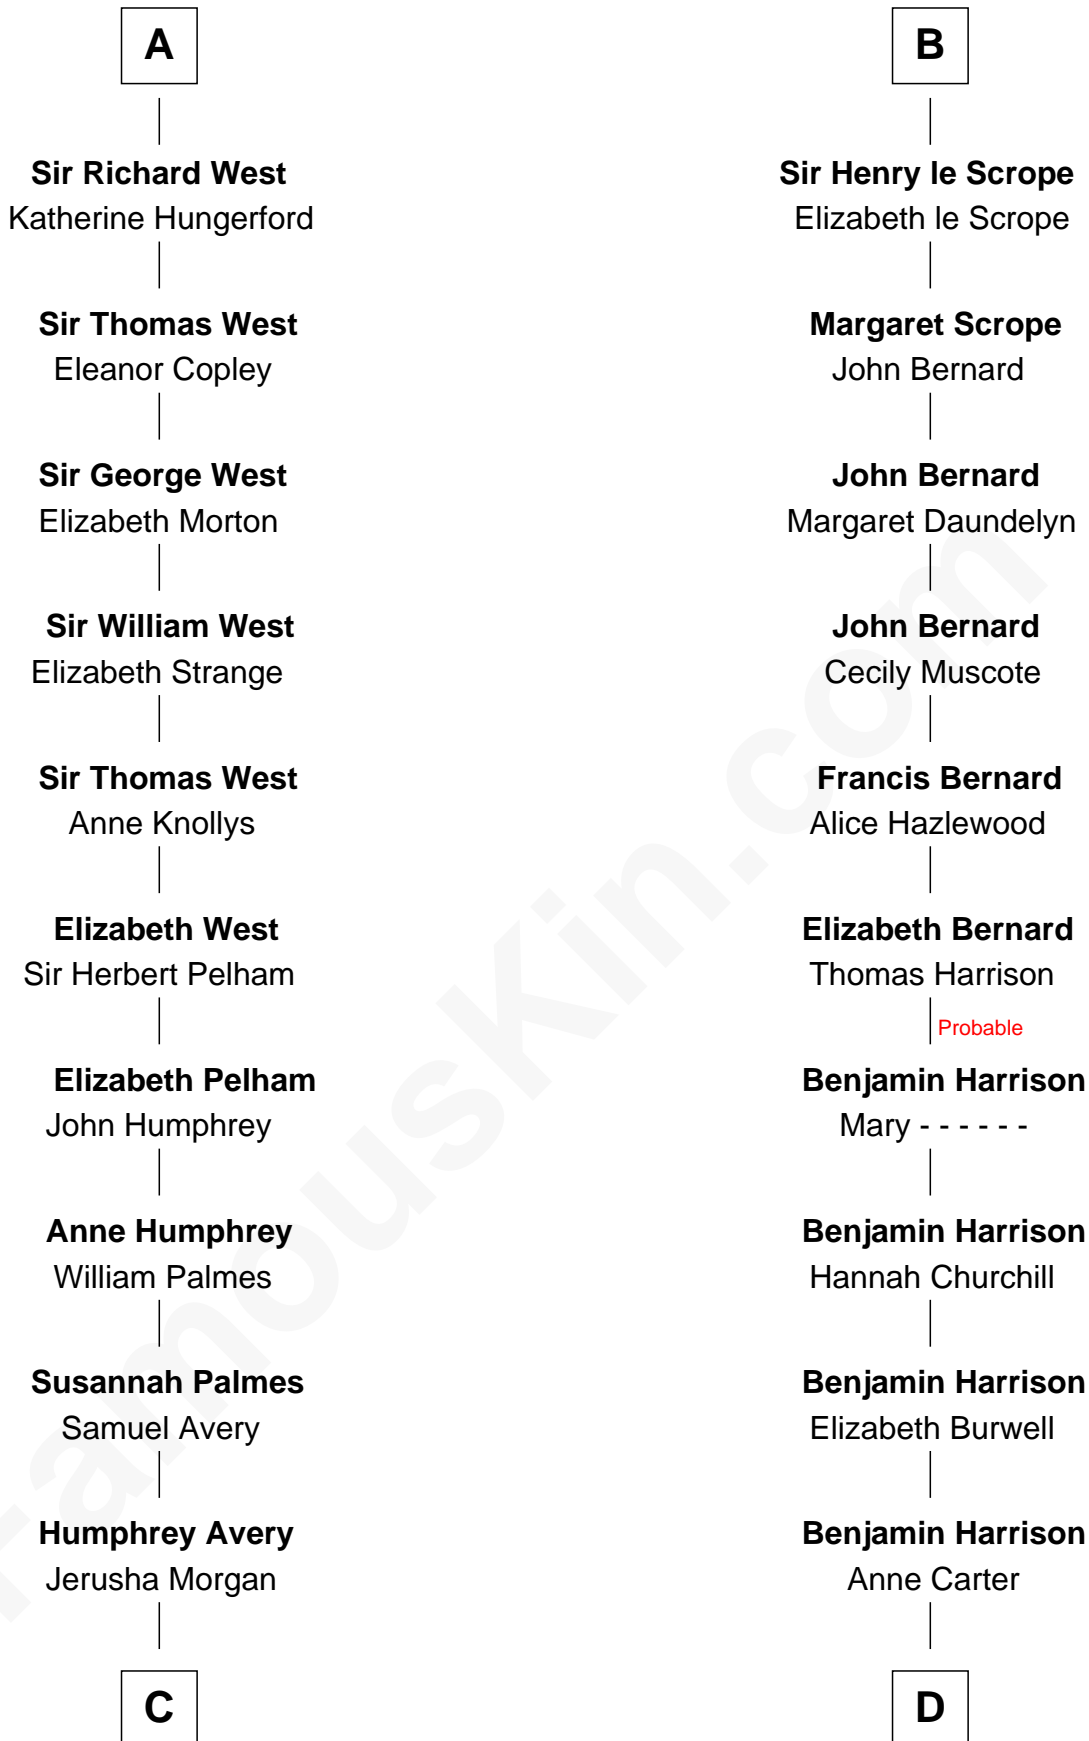 A
Sir Richard West
Katherine Hungerford
Sir Thomas West
Eleanor Copley
Sir George West
Elizabeth Morton
Sir William West
Elizabeth Strange
Sir Thomas West
Anne Knollys
Elizabeth West
Sir Herbert Pelham
Elizabeth Pelham
John Humphrey
Anne Humphrey
William Palmes
Susannah Palmes
Samuel Avery
Humphrey Avery
Jerusha Morgan
C
B
Sir Henry le Scrope
Elizabeth le Scrope
Margaret Scrope
John Bernard
John Bernard
Margaret Daundelyn
John Bernard
Cecily Muscote
Francis Bernard
Alice Hazlewood
Elizabeth Bernard
Thomas Harrison
Probable
Benjamin Harrison
Mary - - - - - -
Benjamin Harrison
Hannah Churchill
Benjamin Harrison
Elizabeth Burwell
Benjamin Harrison
Anne Carter
D
FamousKin.com